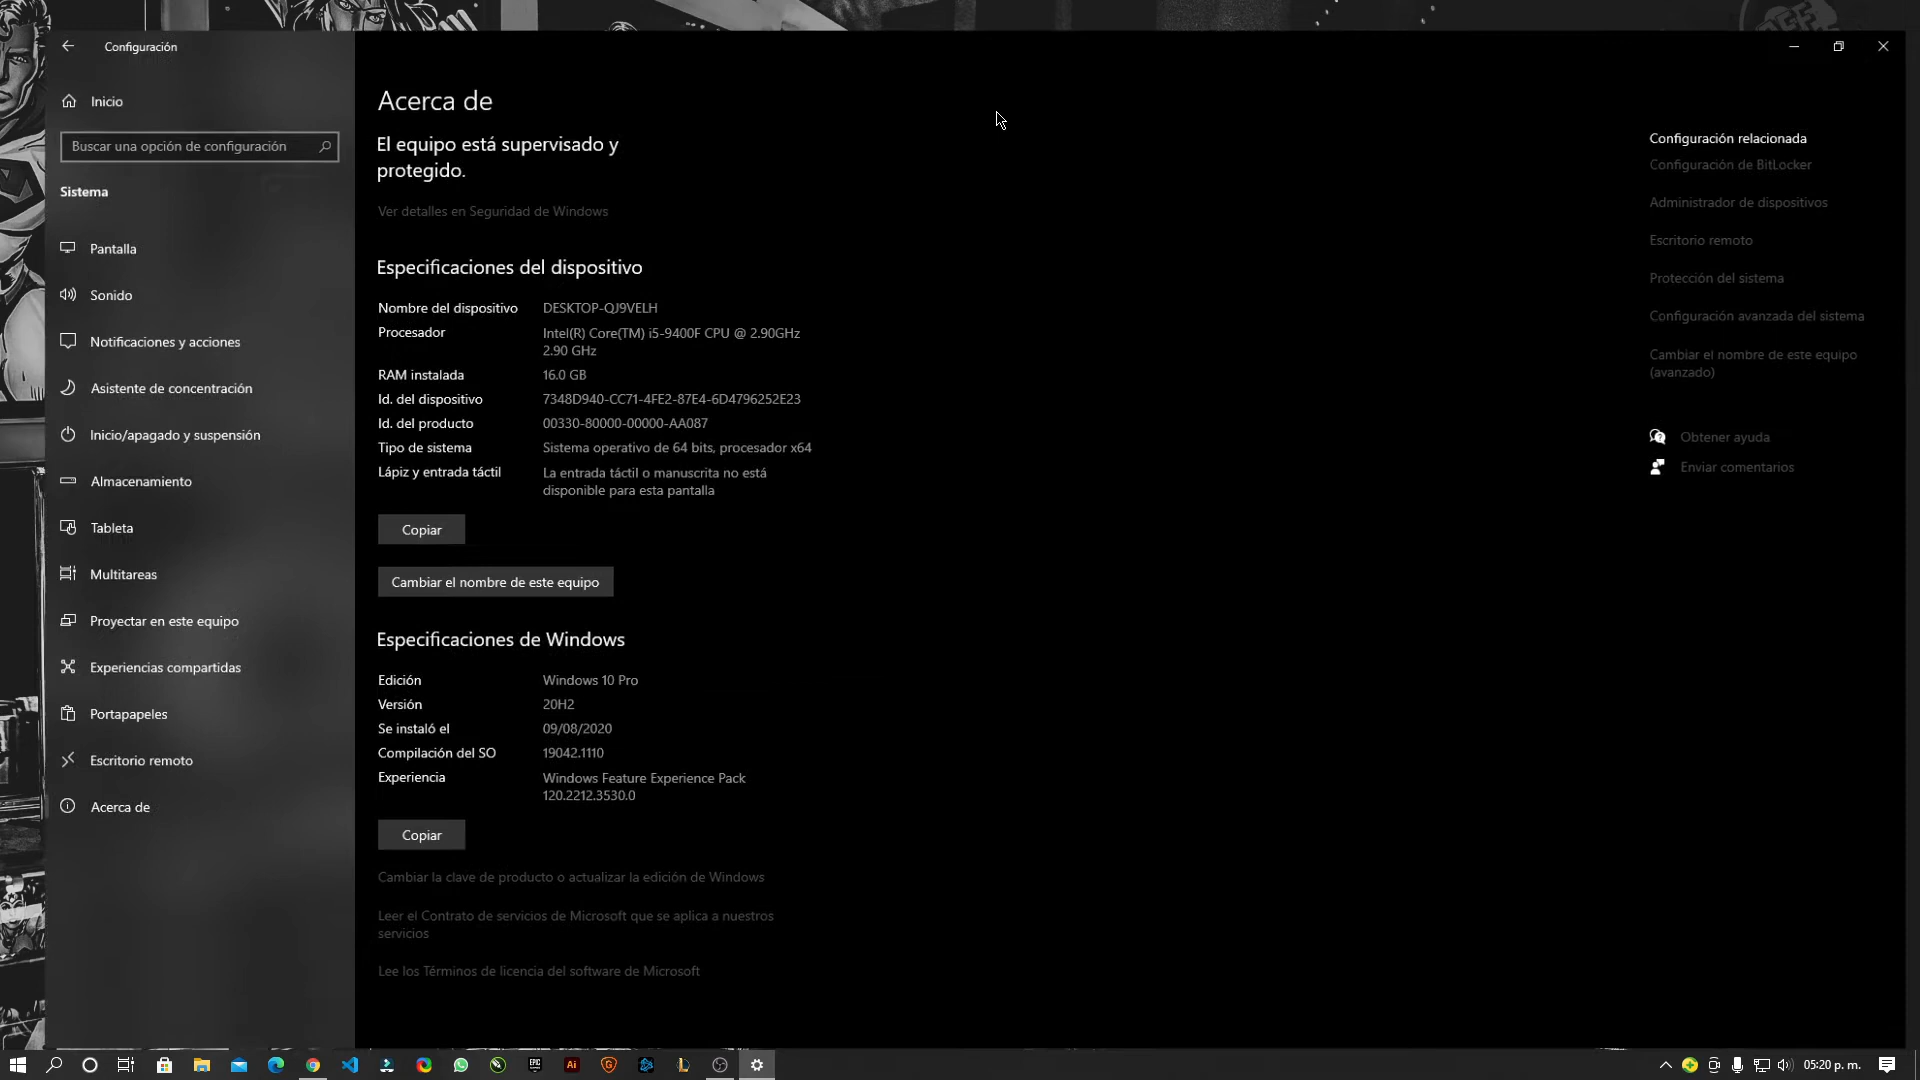 Configuración
Inicio
Buscar una opción de configuración
Sistema
Pantalla
Sonido
Notificaciones y acciones
Asistente de concentración
Inicio/apagado y suspensión
Almacenamiento
Tableta
Multitareas
Proyectar en este equipo
Experiencias compartidas
Portapapeles
Escritorio remoto
Acerca de
Acerca de
El equipo está supervisado y
protegido.
Ver detalles en Seguridad de Windows
Especificaciones del dispositivo
Nombre del dispositivo DESKTOP-QJ9VELH
Procesador Intel(R) Core(TM) i5-9400F CPU @ 2.90GHz
2.90 GHz
RAM instalada 16.0 GB
Id. del dispositivo 7348D940-CC71-4FE2-87E4-6D4796252E23
Id. del producto 00330-80000-00000-AA087
Tipo de sistema Sistema operativo de 64 bits, procesador x64
Lápiz y entrada táctil La entrada táctil o manuscrita no está
disponible para esta pantalla
Copiar
Cambiar el nombre de este equipo
Especificaciones de Windows
Edición Windows 10 Pro
Versión 20H2
Se instaló el 09/08/2020
Compilación del SO 19042.1110
Experiencia Windows Feature Experience Pack
120.2212.3530.0
Copiar
Cambiar la clave de producto o actualizar la edición de Windows
Leer el Contrato de servicios de Microsoft que se aplica a nuestros
servicios
Lee los Términos de licencia del software de Microsoft
Configuración relacionada
Configuración de BitLocker
Administrador de dispositivos
Escritorio remoto
Protección del sistema
Configuración avanzada del sistema
Cambiar el nombre de este equipo
(avanzado)
Obtener ayuda
Enviar comentarios
EPIC
Ai
05:20 p. m.